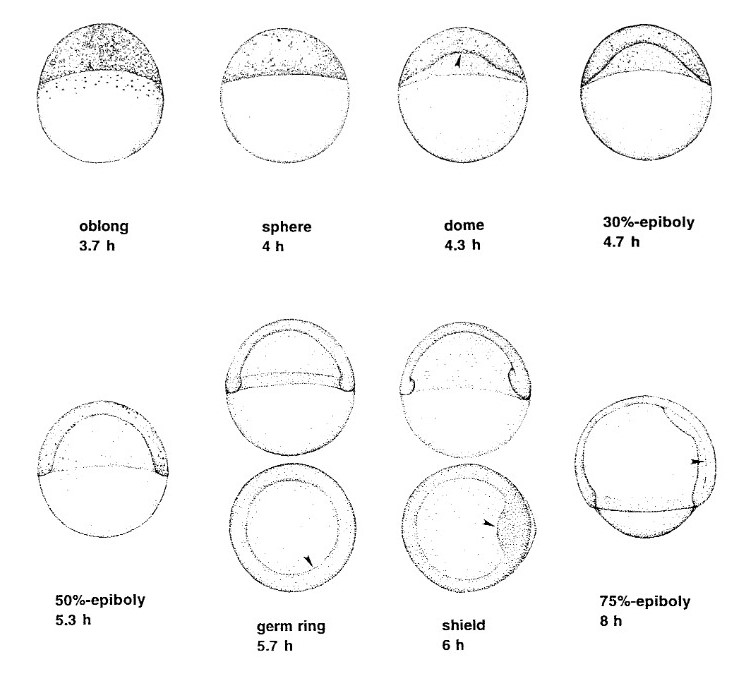 oblong
3.7 h
sphere
4 h
dome
4.3 h
30%-epiboly
4.7 h
50%-epiboly
5.3 h
germ ring
5.7 h
shield
6 h
75%-epiboly
8 h